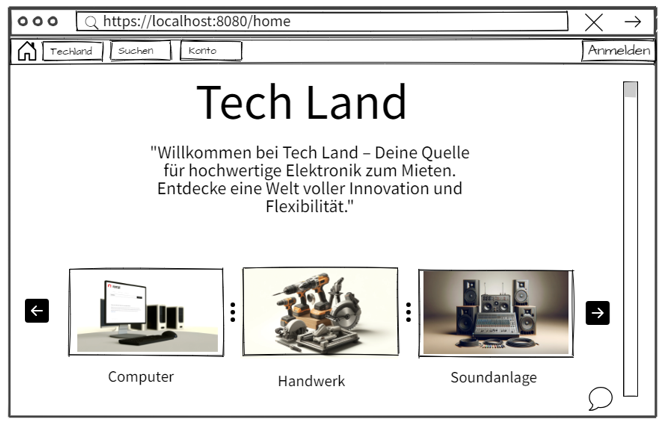 https://localhost:8080/home
Techland Suchen Konto Anmelden
Tech Land
"Willkommen bei Tech Land – Deine Quelle
für hochwertige Elektronik zum Mieten.
Entdecke eine Welt voller Innovation und
Flexibilität."
Computer Handwerk Soundanlage